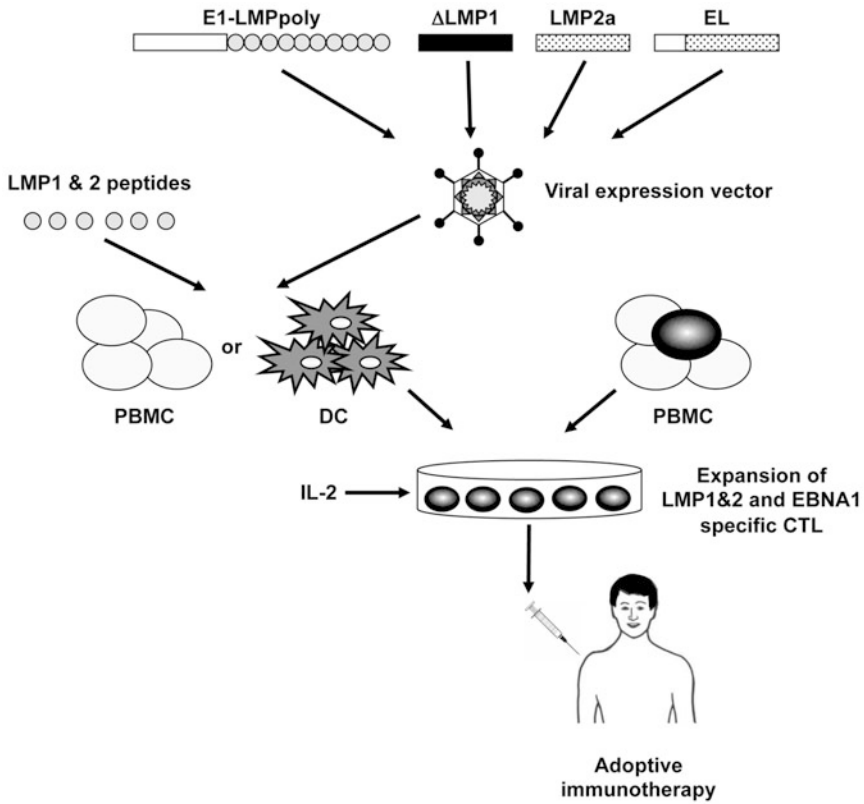 E1-LMPpoly
ΔLMP1
LMP2a
EL
LMP1 & 2 peptides
Viral expression vector
or
PBMC
DC
PBMC
IL-2
Expansion of
LMP1&2 and EBNA1
specific CTL
Adoptive
immunotherapy